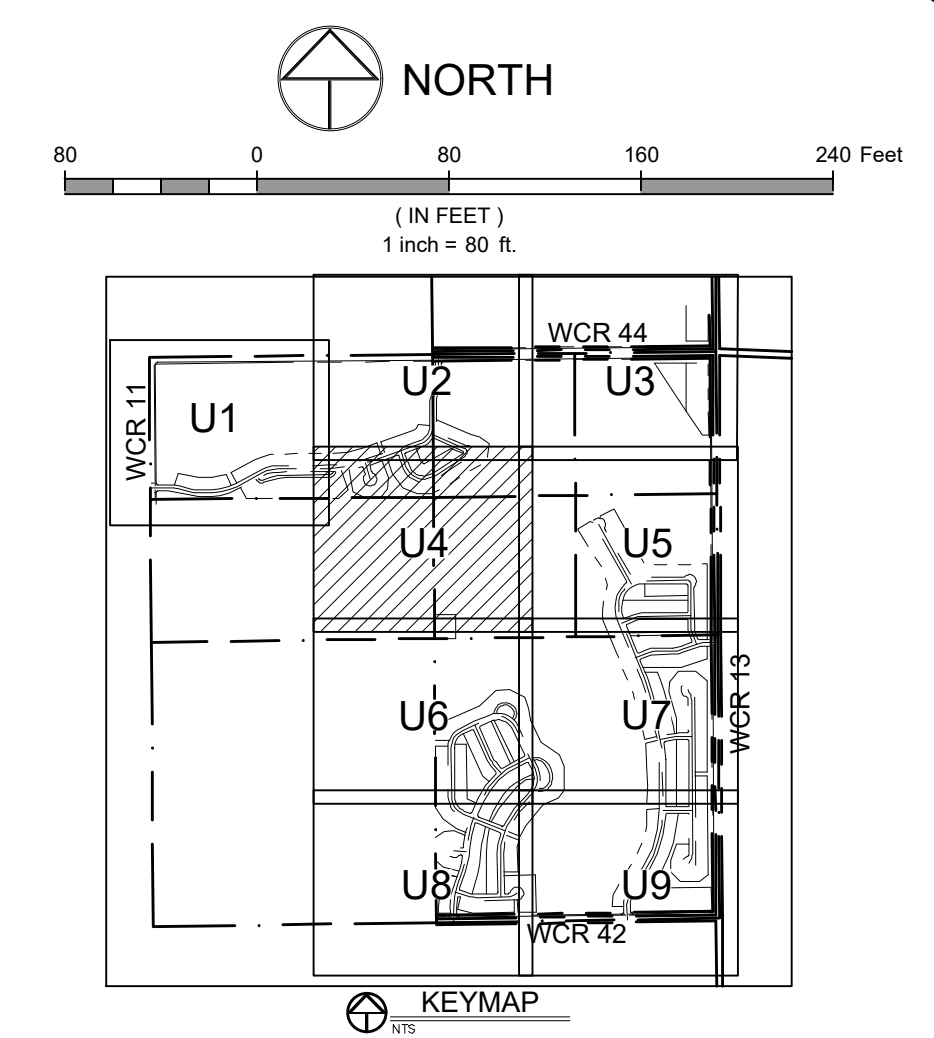 NORTH
80 0 80 160 240 Feet
( IN FEET )
1 inch = 80 ft.
WCR 44
U2 U3
WCR 11
U1
U4 U5
WCR 13
U6 U7
U8 U9
WCR 42
KEYMAP
NTS